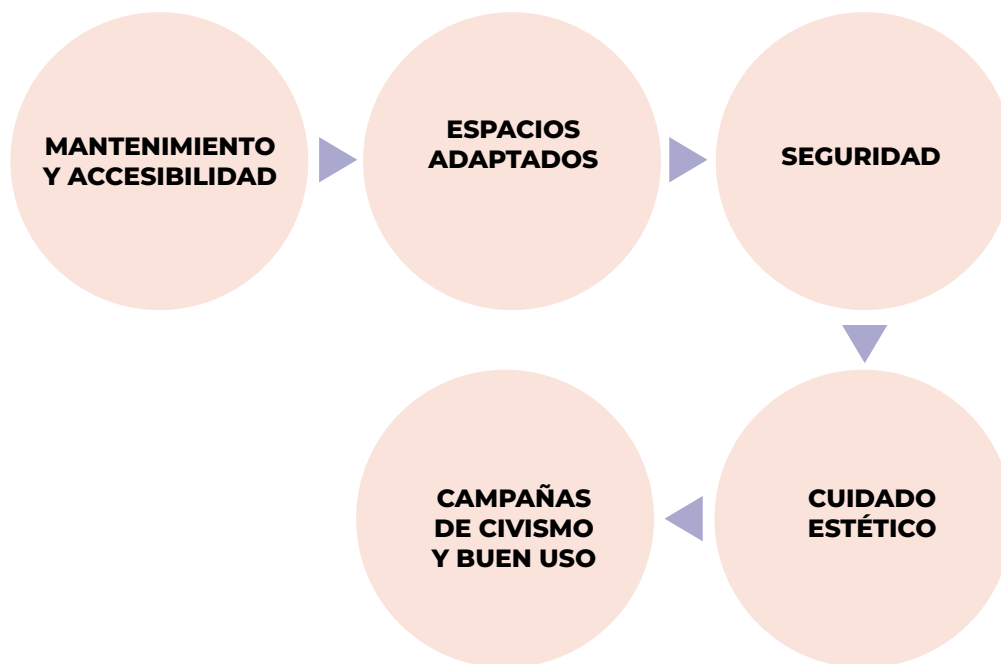 MANTENIMIENTO
Y ACCESIBILIDAD
ESPACIOS
ADAPTADOS
SEGURIDAD
CUIDADO
ESTÉTICO
CAMPAÑAS
DE CIVISMO
Y BUEN USO